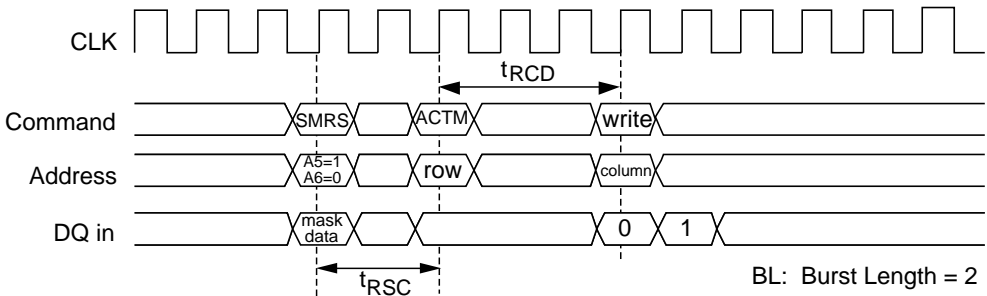 CLK
tRCD
Command SMRS ACTM write
Address A5=1 A6=0 row column
DQ in mask data 0 1
tRSC
BL: Burst Length = 2